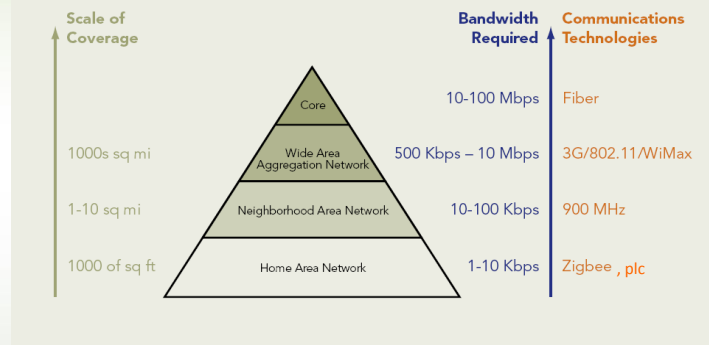 Scale of
Coverage
Bandwidth
Required
Communications
Technologies
Core
10-100 Mbps
Fiber
1000s sq mi
Wide Area
Aggregation Network
500 Kbps – 10 Mbps
3G/802.11/WiMax
1-10 sq mi
Neighborhood Area Network
10-100 Kbps
900 MHz
1000 of sq ft
Home Area Network
1-10 Kbps
Zigbee , plc